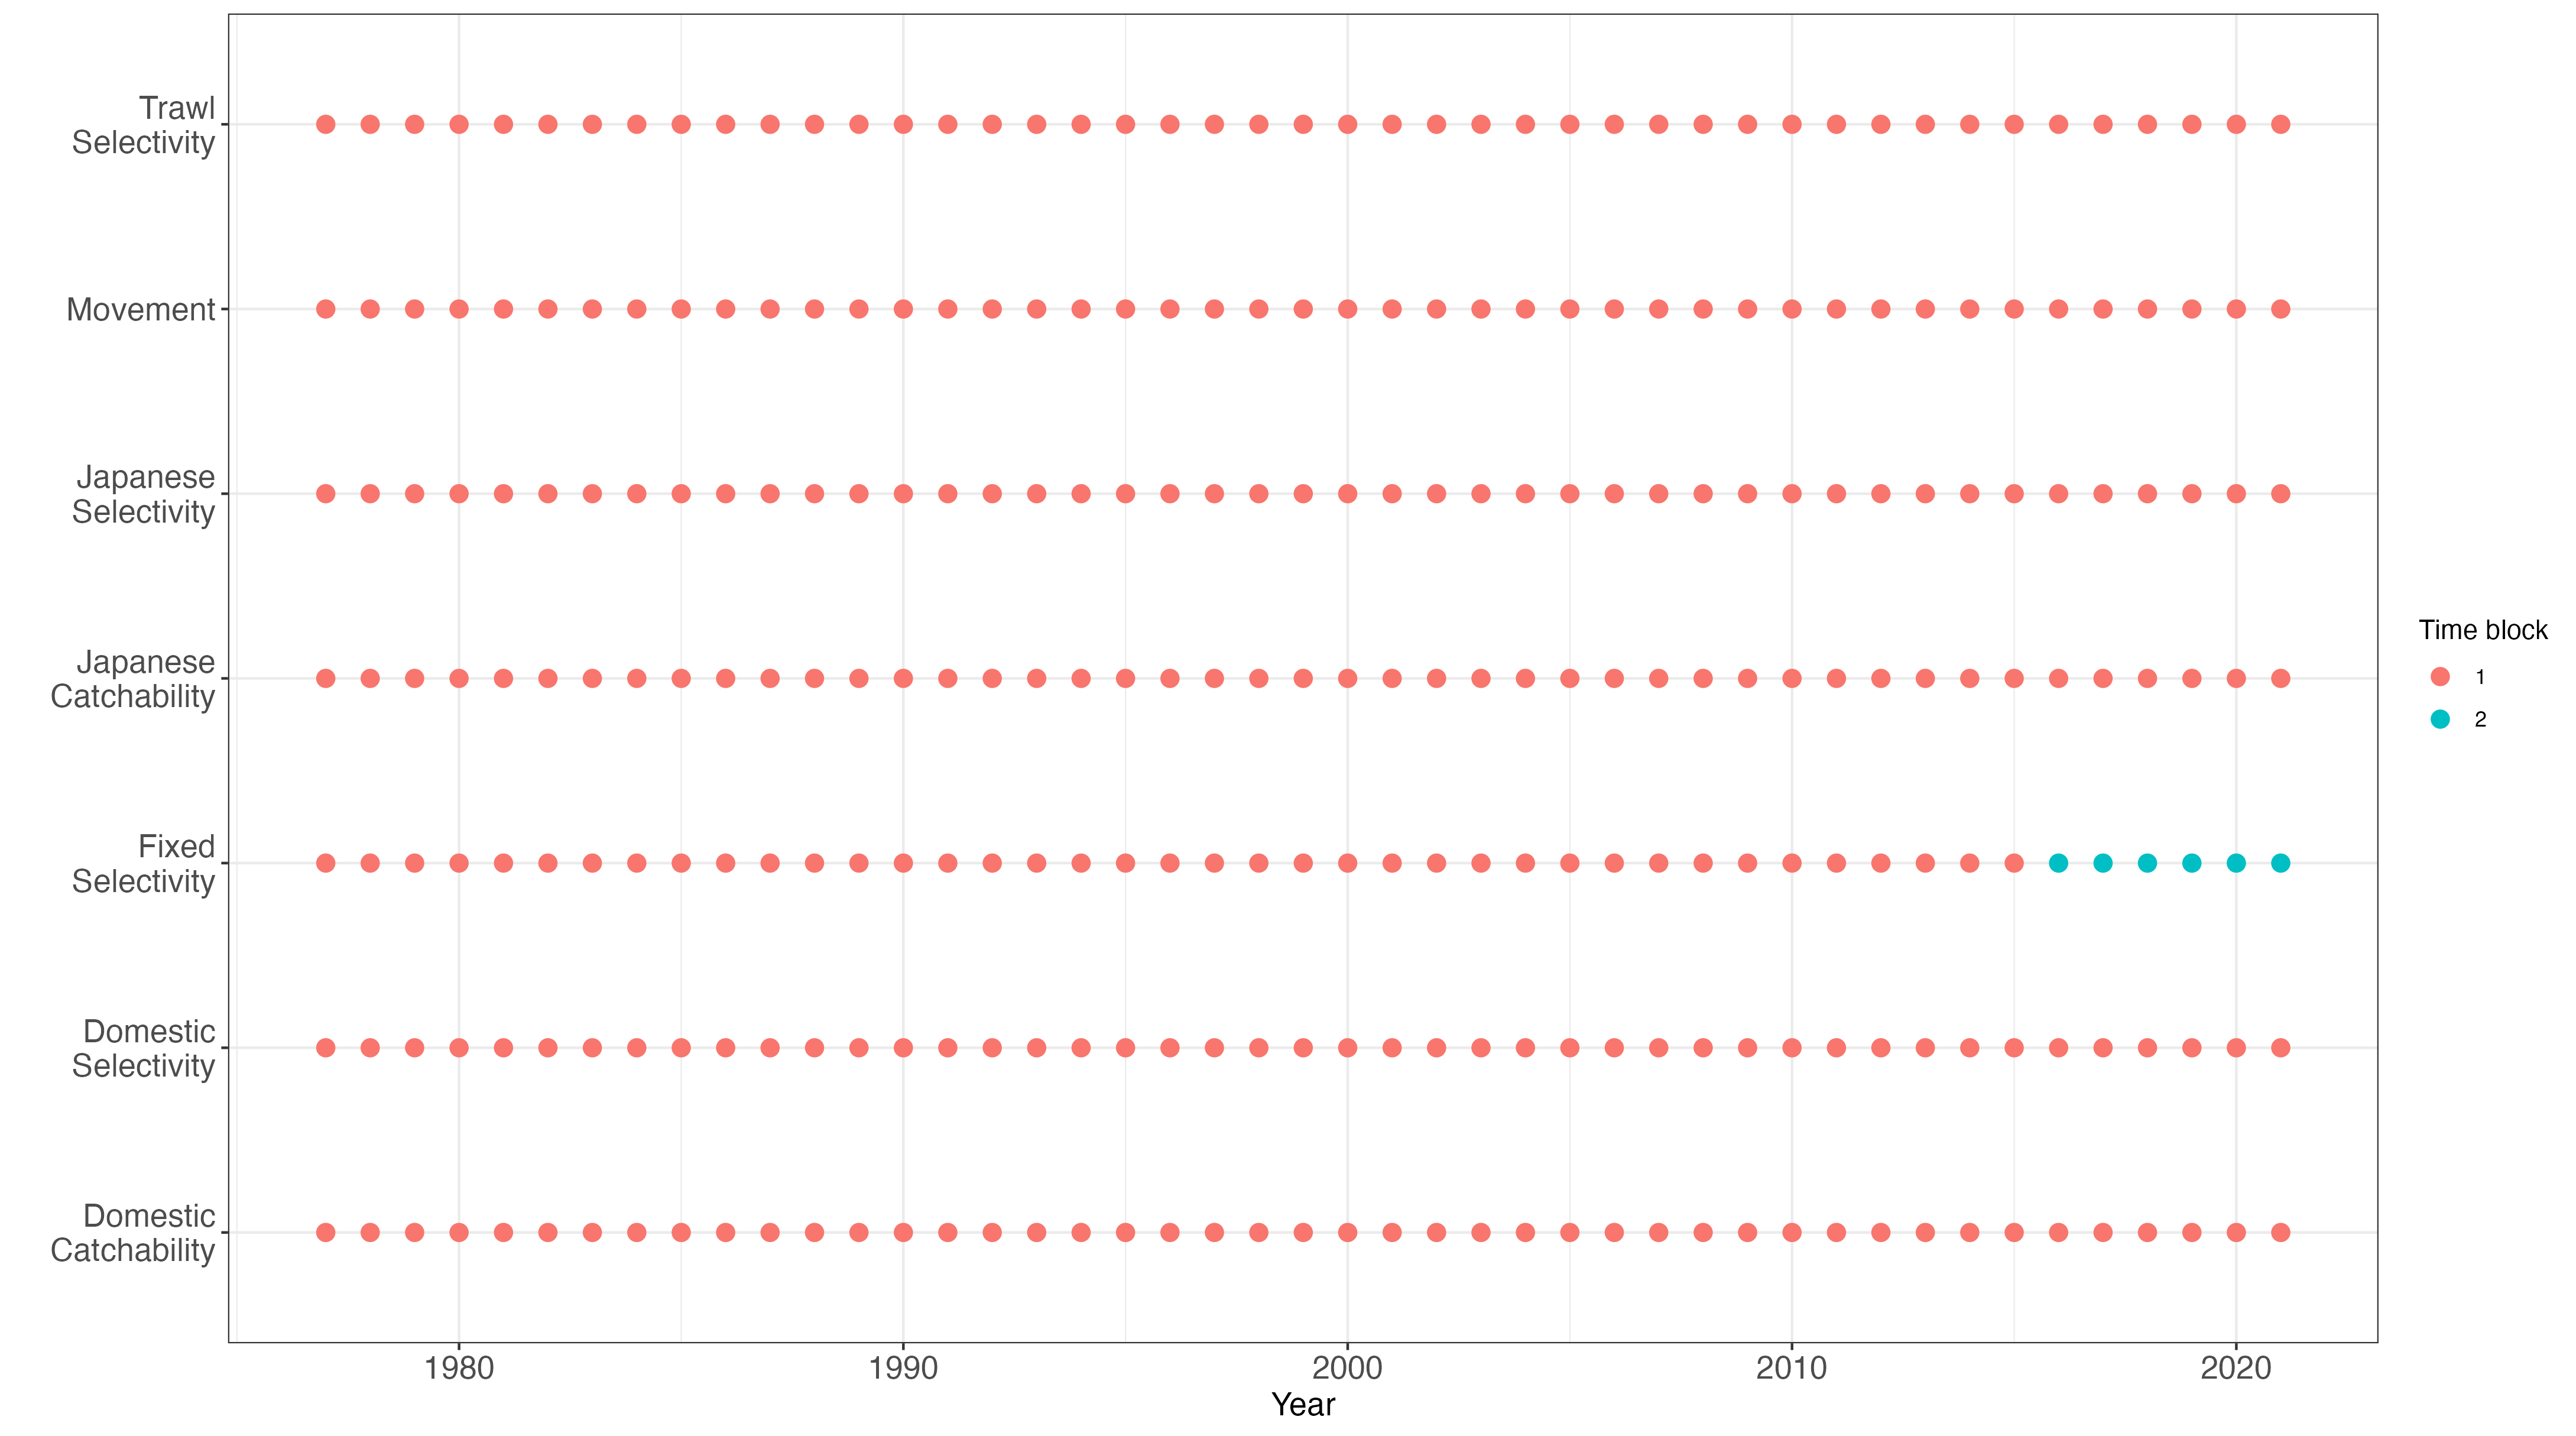 Trawl
Selectivity
Movement
Japanese
Selectivity
Japanese
Catchability
Fixed
Selectivity
Domestic
Selectivity
Domestic
Catchability
1980
1990
2000
2010
2020
Year
Time block
1
2